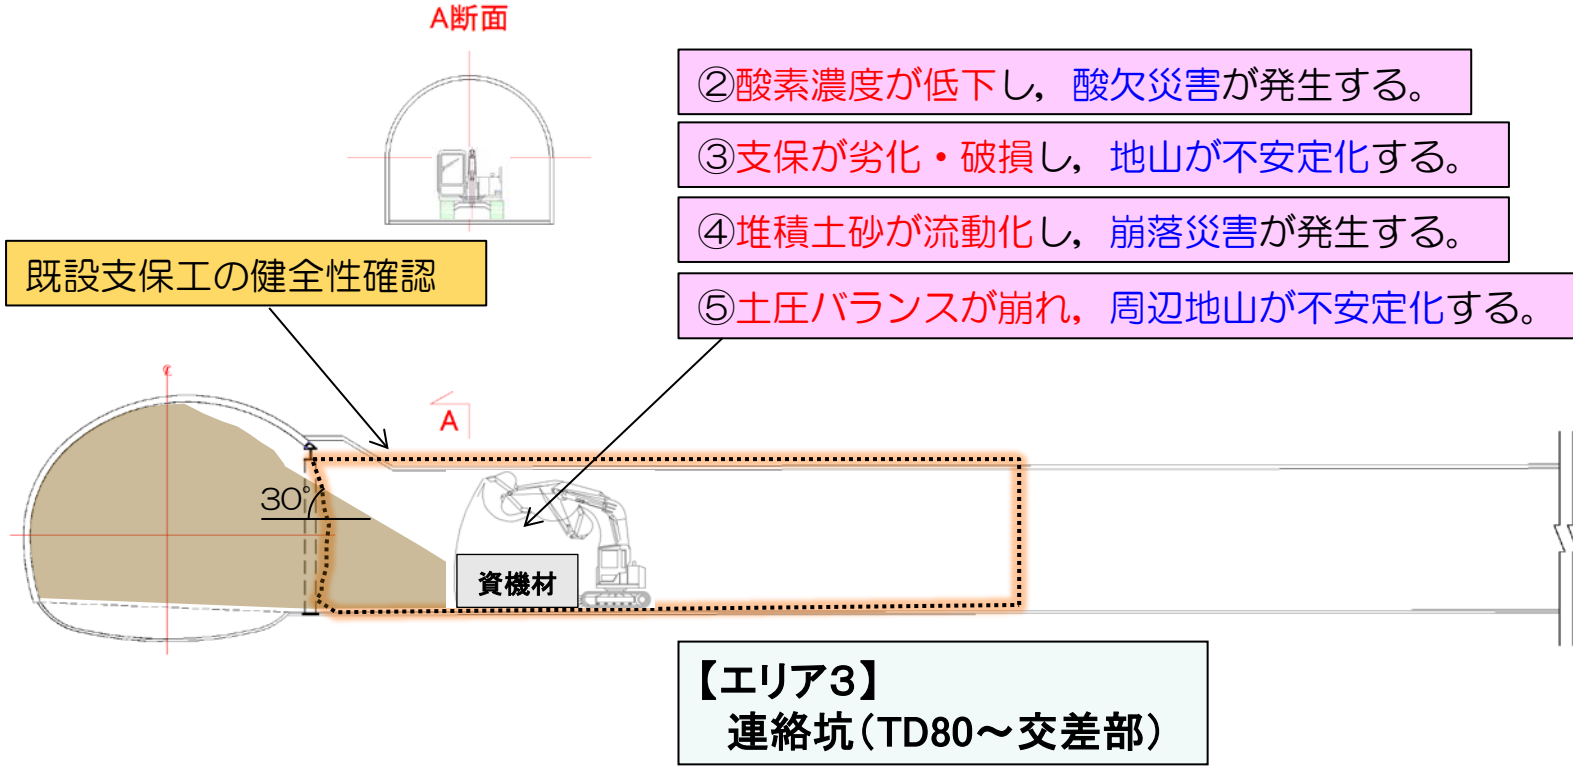 A断面
②酸素濃度が低下し，酸欠災害が発生する。
③支保が劣化・破損し，地山が不安定化する。
④堆積土砂が流動化し，崩落災害が発生する。
⑤土圧バランスが崩れ，周辺地山が不安定化する。
既設支保工の健全性確認
℄
A
30°
資機材
【エリア3】
連絡坑（TD80～交差部）